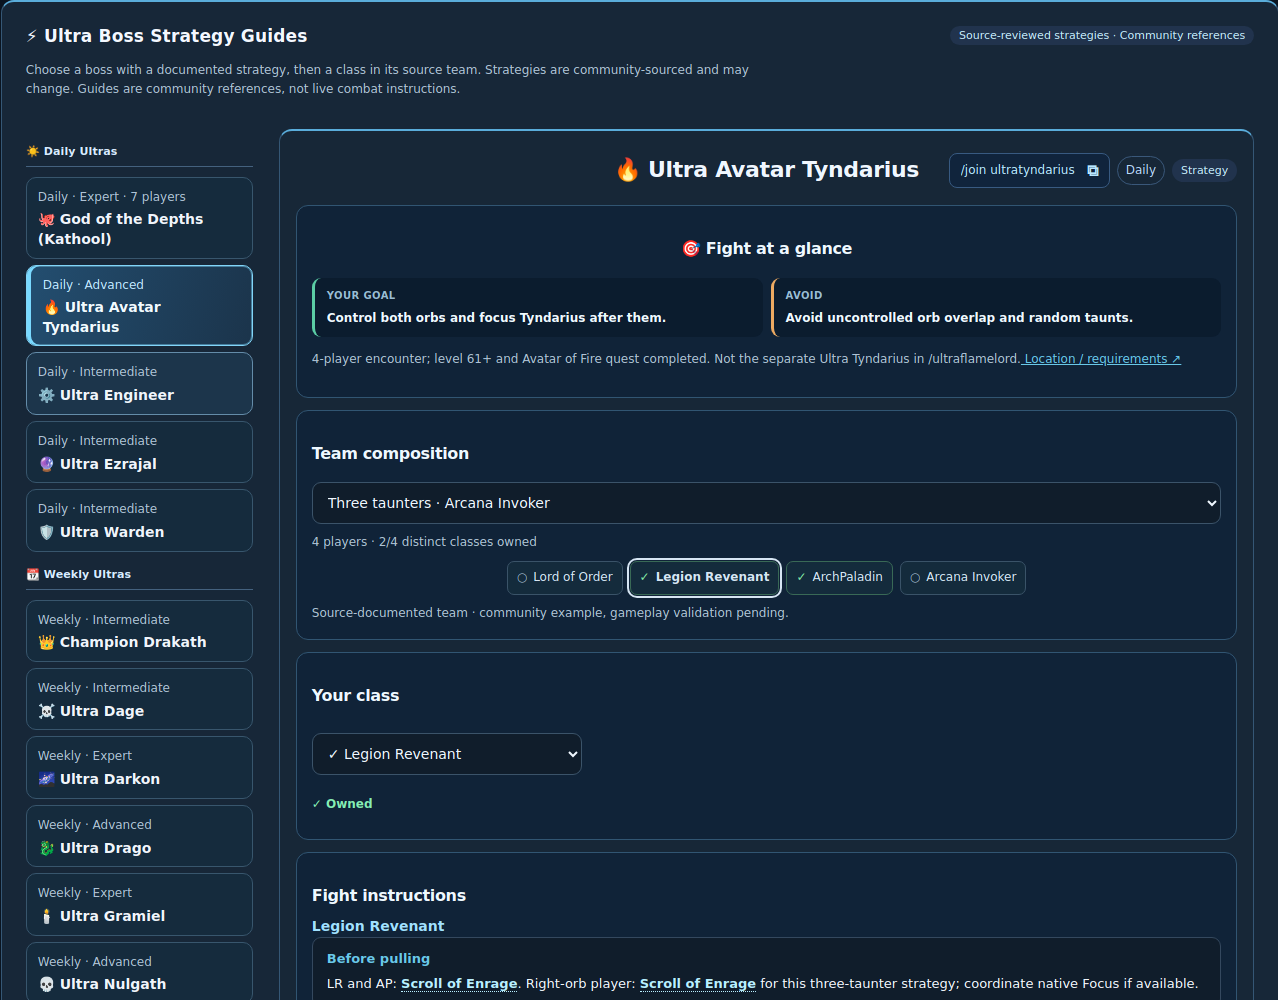 ⚡ Ultra Boss Strategy Guides
Source-reviewed strategies · Community references
Choose a boss with a documented strategy, then a class in its source team. Strategies are community-sourced and may
change. Guides are community references, not live combat instructions.
☀️ Daily Ultras
Daily · Expert · 7 players
🐙 God of the Depths
(Kathool)
Daily · Advanced
🔥 Ultra Avatar
Tyndarius
Daily · Intermediate
⚙️ Ultra Engineer
Daily · Intermediate
🔮 Ultra Ezrajal
Daily · Intermediate
🛡️ Ultra Warden
📆 Weekly Ultras
Weekly · Intermediate
👑 Champion Drakath
Weekly · Intermediate
☠️ Ultra Dage
Weekly · Expert
🌌 Ultra Darkon
Weekly · Advanced
🐉 Ultra Drago
Weekly · Expert
🕯️ Ultra Gramiel
Weekly · Advanced
💀 Ultra Nulgath
🔥 Ultra Avatar Tyndarius
/join ultratyndarius ⧉
Daily
Strategy
🎯 Fight at a glance
YOUR GOAL
Control both orbs and focus Tyndarius after them.
AVOID
Avoid uncontrolled orb overlap and random taunts.
4-player encounter; level 61+ and Avatar of Fire quest completed. Not the separate Ultra Tyndarius in /ultraflamelord. Location / requirements ↗
Team composition
Three taunters · Arcana Invoker
4 players · 2/4 distinct classes owned
○ Lord of Order
✓ Legion Revenant
✓ ArchPaladin
○ Arcana Invoker
Source-documented team · community example, gameplay validation pending.
Your class
✓ Legion Revenant
✓ Owned
Fight instructions
Legion Revenant
Before pulling
LR and AP: Scroll of Enrage. Right-orb player: Scroll of Enrage for this three-taunter strategy; coordinate native Focus if available.